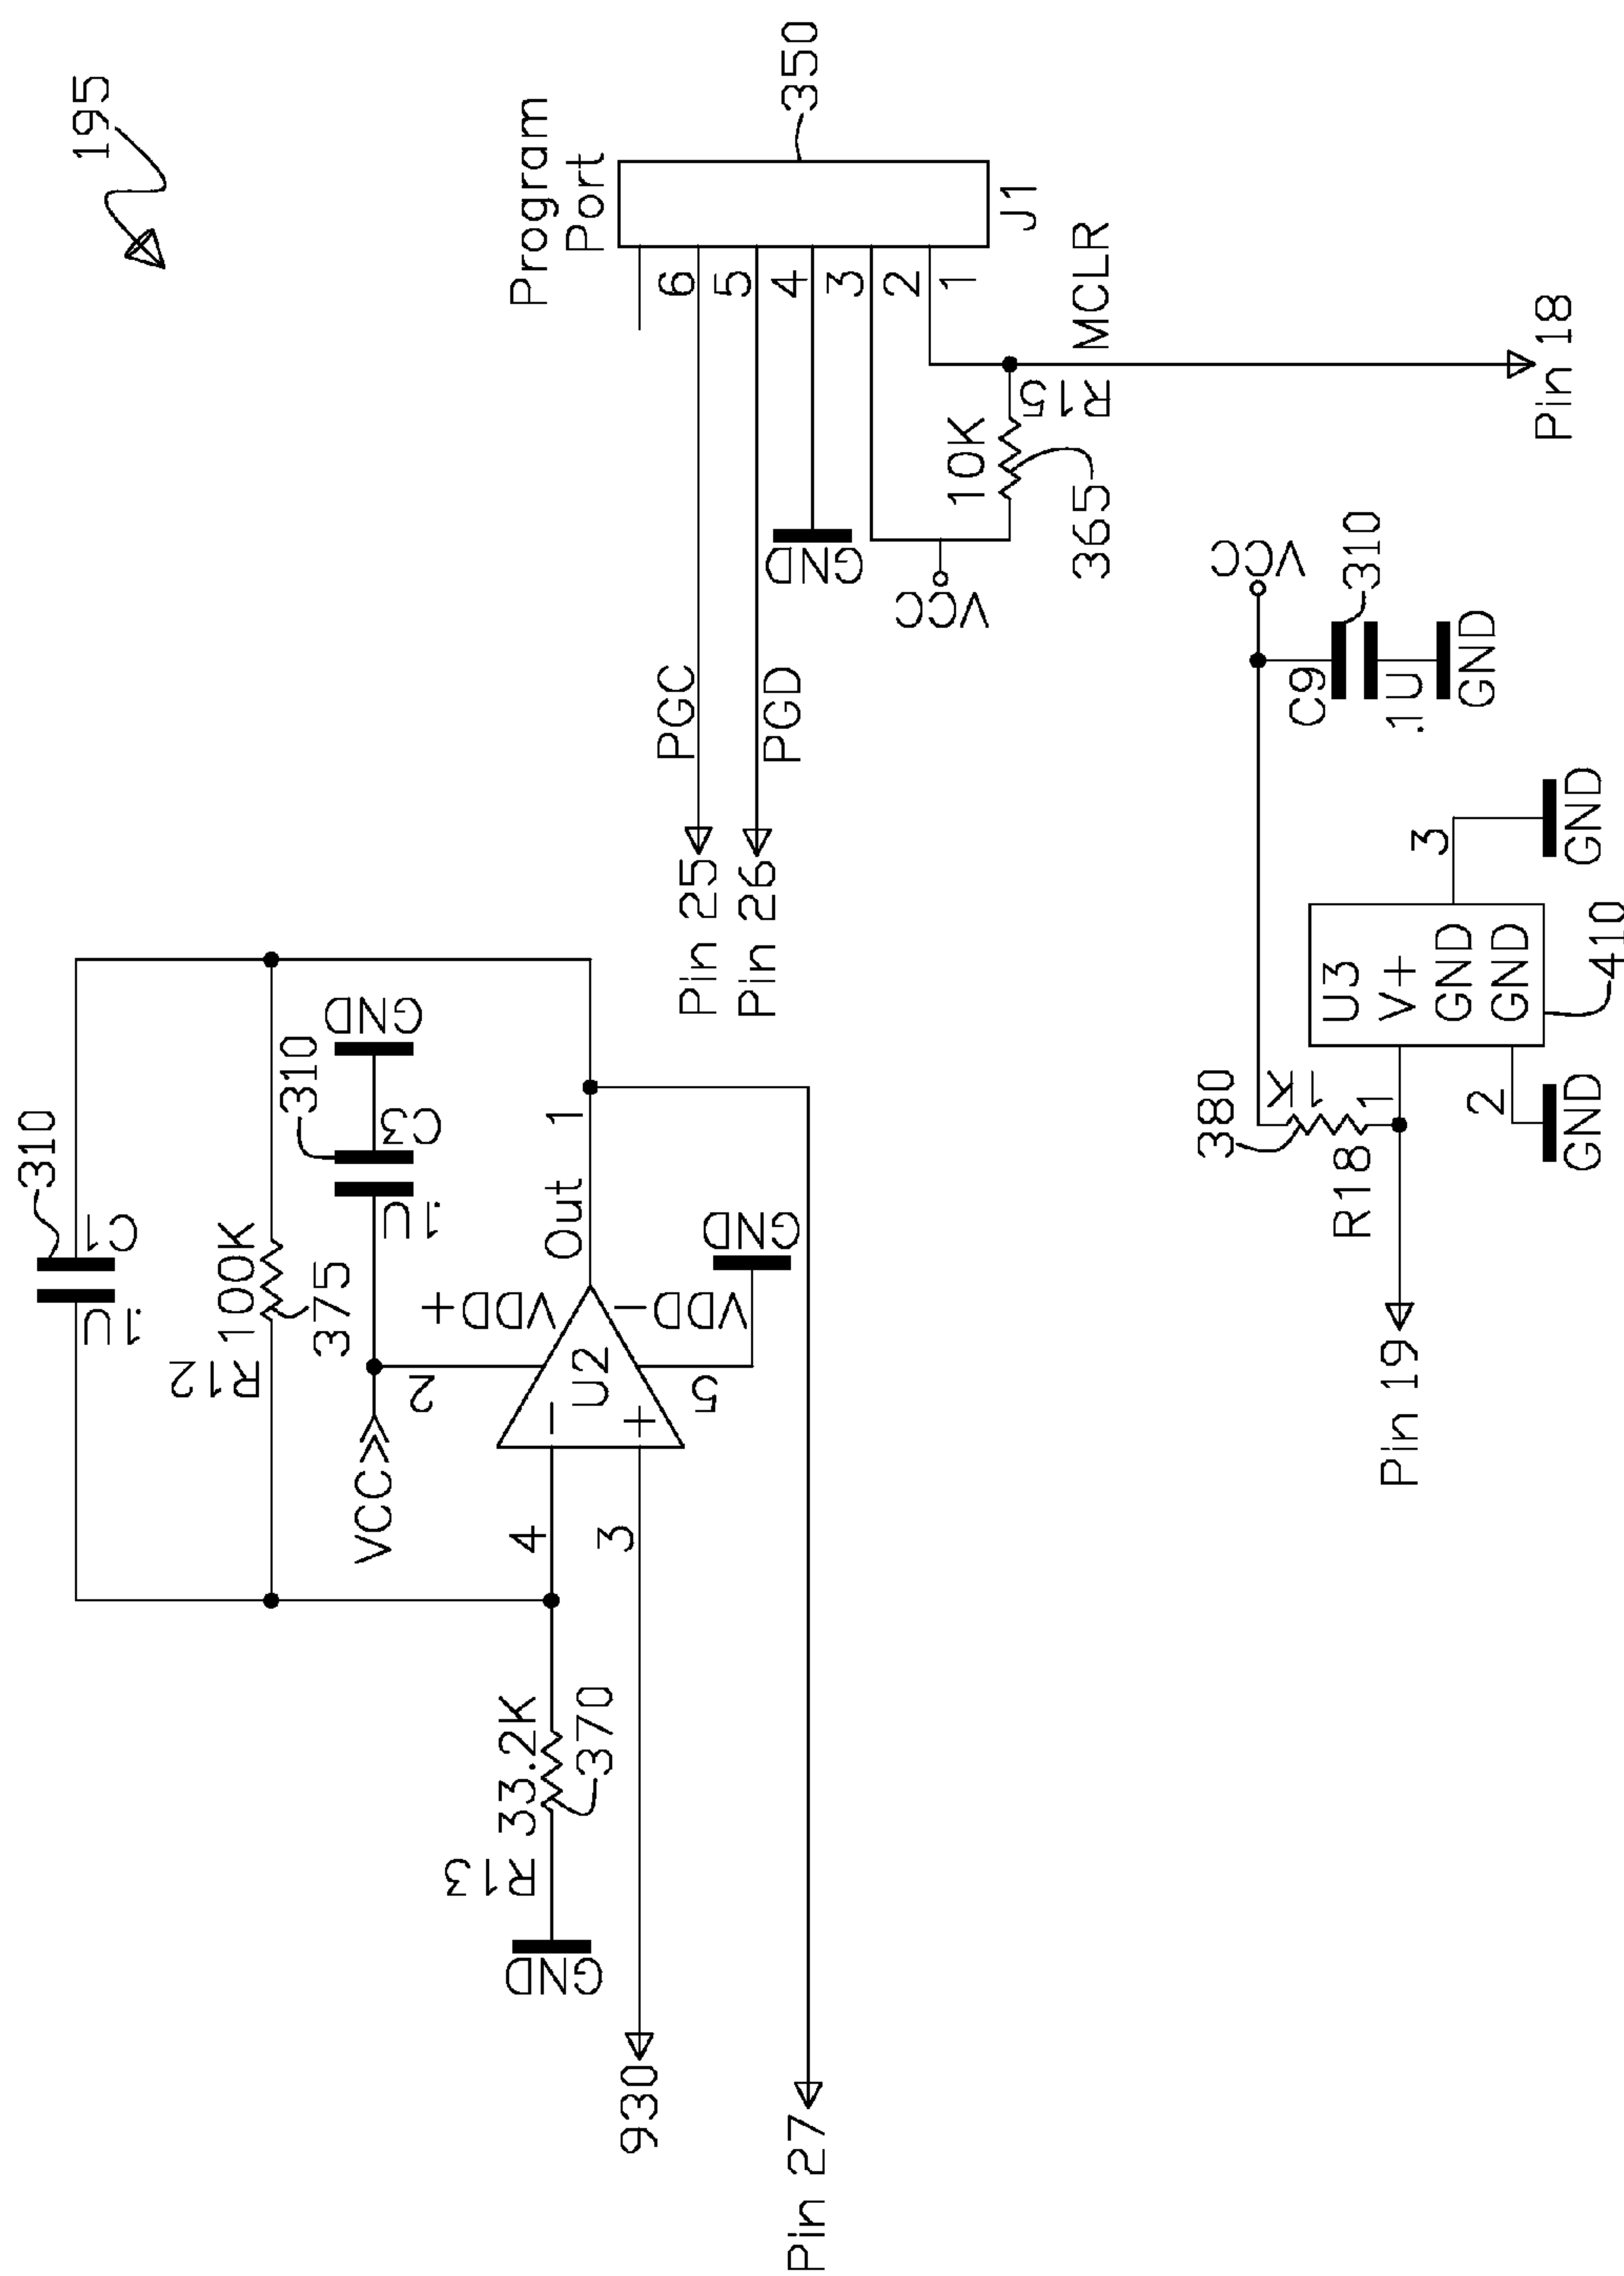 195
310
C1
.1U
R12
100K
375
310
C3
.1U
GND
VCC
2
VDD+
U2
Out
1
VDD-
GND
5
4
3
R13
33.2K
370
GND
930
Pin 27
Program
Port
350
J1
6
5
4
3
2
1
PGC
PGD
Pin 25
Pin 26
GND
VCC
10K
R15
365
MCLR
Pin 18
VCC
C9
310
.1U
GND
380
1K
R18
1
U3
V+
GND
GND
3
GND
2
GND
410
Pin 19